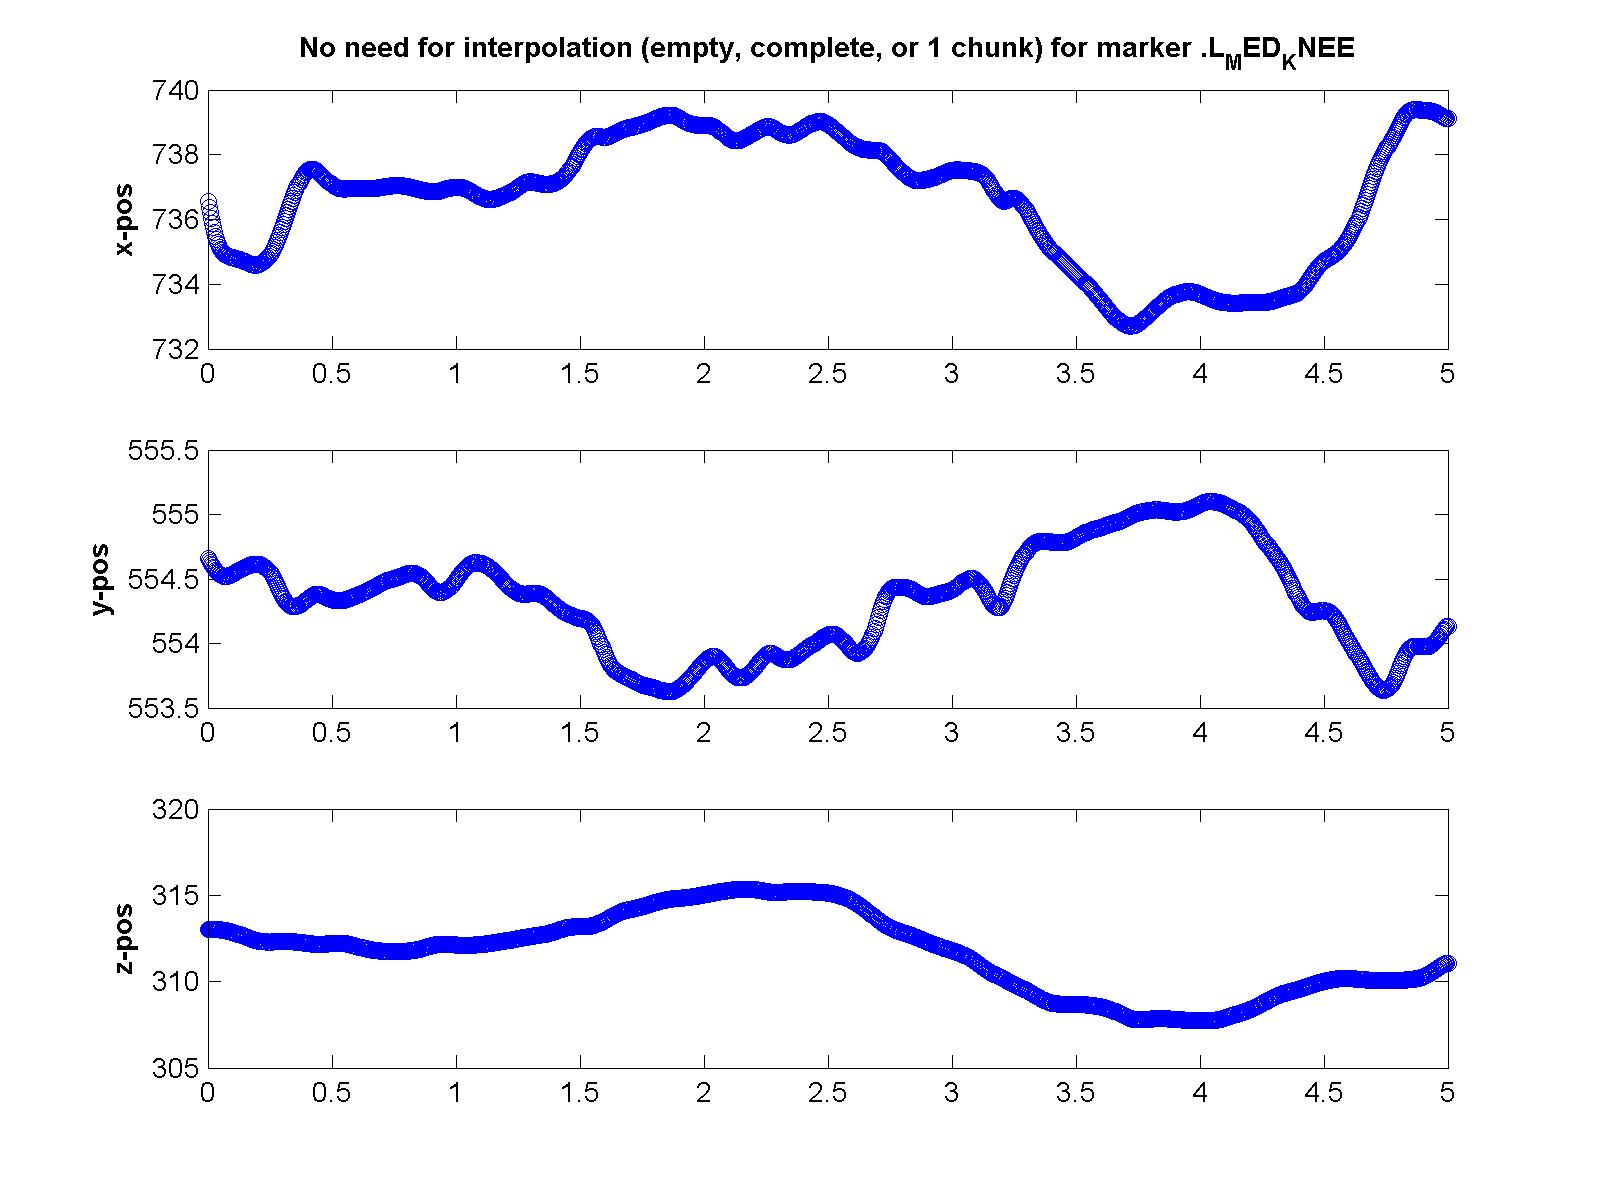 No need for interpolation (empty, complete, or 1 chunk) for marker .L_MED_KNEE
740
738
736
734
732
x-pos
0 0.5 1 1.5 2 2.5 3 3.5 4 4.5 5
555.5
555
554.5
554
553.5
y-pos
0 0.5 1 1.5 2 2.5 3 3.5 4 4.5 5
320
315
310
305
z-pos
0 0.5 1 1.5 2 2.5 3 3.5 4 4.5 5